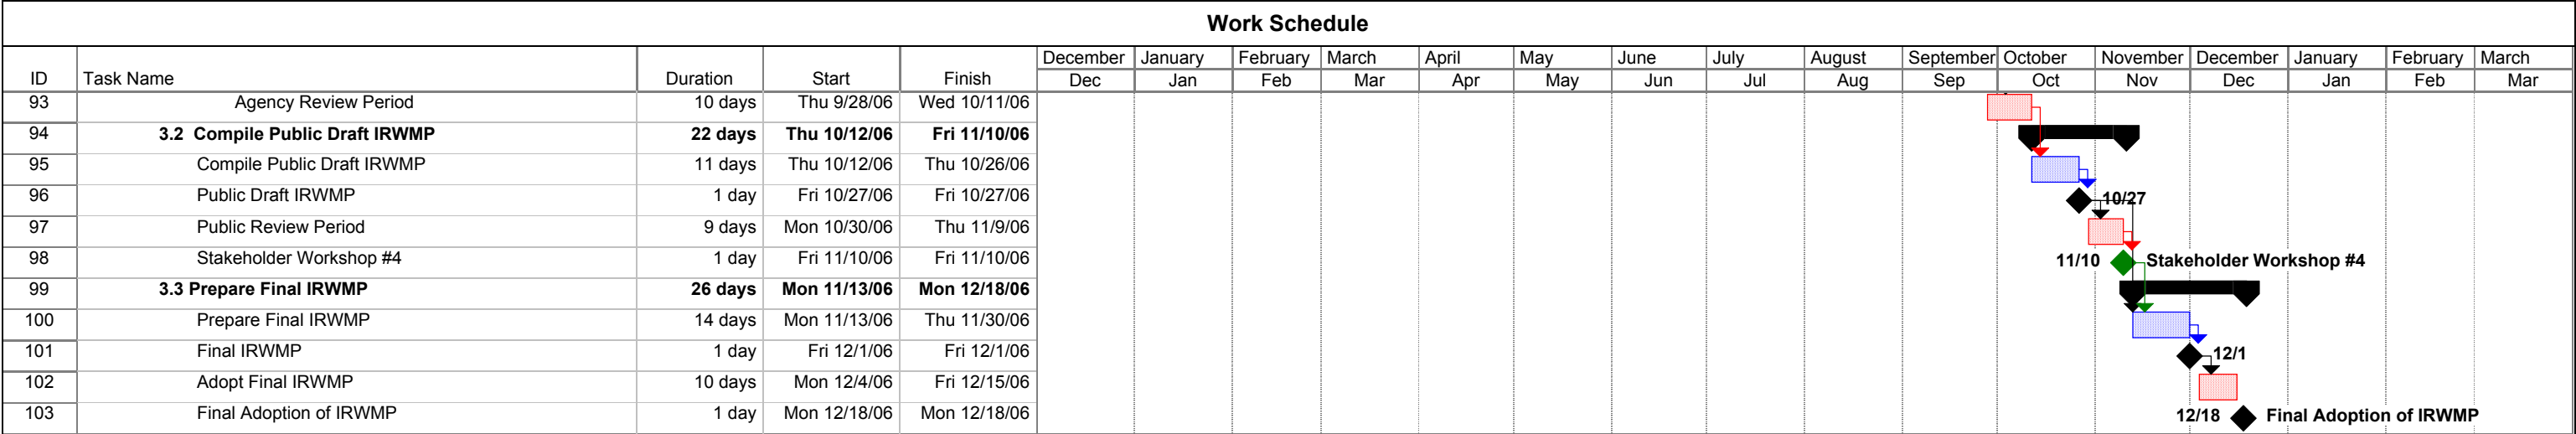 Work Schedule
December January February March April May June July August September October November December January February March
ID Task Name Duration Start Finish Dec Jan Feb Mar Apr May Jun Jul Aug Sep Oct Nov Dec Jan Feb Mar
93 Agency Review Period 10 days Thu 9/28/06 Wed 10/11/06
94 3.2 Compile Public Draft IRWMP 22 days Thu 10/12/06 Fri 11/10/06
95 Compile Public Draft IRWMP 11 days Thu 10/12/06 Thu 10/26/06
96 Public Draft IRWMP 1 day Fri 10/27/06 Fri 10/27/06 10/27
97 Public Review Period 9 days Mon 10/30/06 Thu 11/9/06
98 Stakeholder Workshop #4 1 day Fri 11/10/06 Fri 11/10/06 11/10 Stakeholder Workshop #4
99 3.3 Prepare Final IRWMP 26 days Mon 11/13/06 Mon 12/18/06
100 Prepare Final IRWMP 14 days Mon 11/13/06 Thu 11/30/06
101 Final IRWMP 1 day Fri 12/1/06 Fri 12/1/06 12/1
102 Adopt Final IRWMP 10 days Mon 12/4/06 Fri 12/15/06
103 Final Adoption of IRWMP 1 day Mon 12/18/06 Mon 12/18/06 12/18 Final Adoption of IRWMP